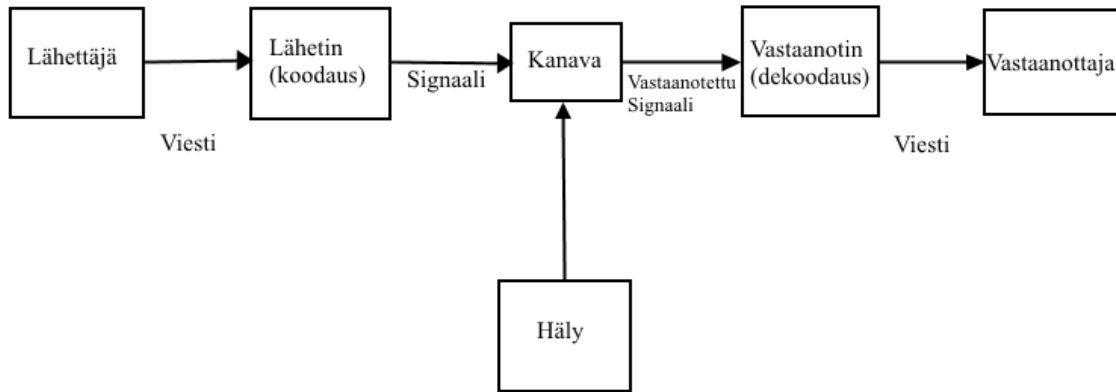 Lähettäjä
Lähetin
(koodaus)
Kanava
Vastaanotin
(dekoodaus)
Vastaanottaja
Viesti
Signaali
Vastaanotettu
Signaali
Viesti
Häly